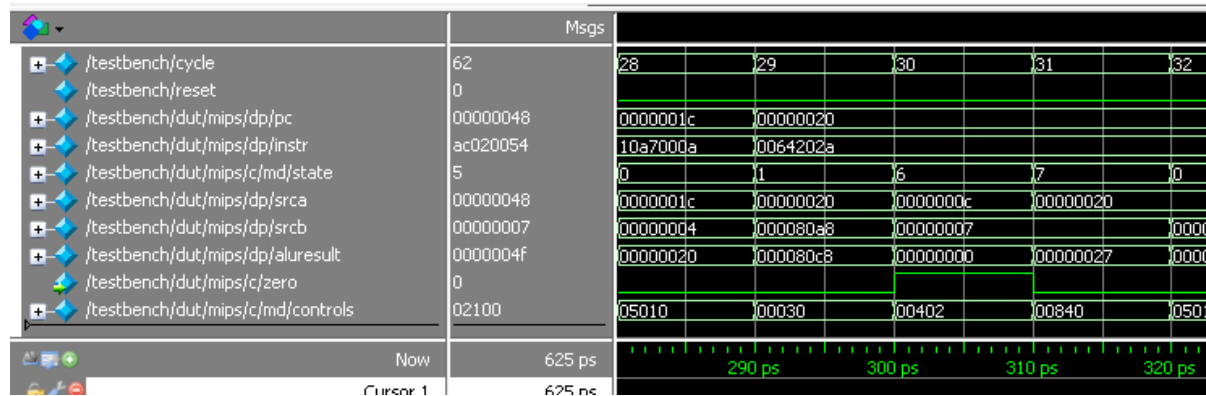 Msgs
/testbench/cycle 62 28 29 30 31 32
/testbench/reset 0
/testbench/dut/mips/dp/pc 00000048 0000001c 00000020
/testbench/dut/mips/dp/instr ac020054 10a7000a 0064202a
/testbench/dut/mips/c/md/state 5 0 1 6 7 0
/testbench/dut/mips/dp/srca 00000048 0000001c 00000020 0000000c 00000020
/testbench/dut/mips/dp/srcb 00000007 00000004 000080a8 00000007 0000
/testbench/dut/mips/dp/aluresult 0000004f 00000020 000080c8 00000000 00000027 0000
/testbench/dut/mips/c/zero 0
/testbench/dut/mips/c/md/controls 02100 05010 00030 00402 00840 0501
Now 625 ps 290 ps 300 ps 310 ps 320 ps
Cursor 1 625 ps